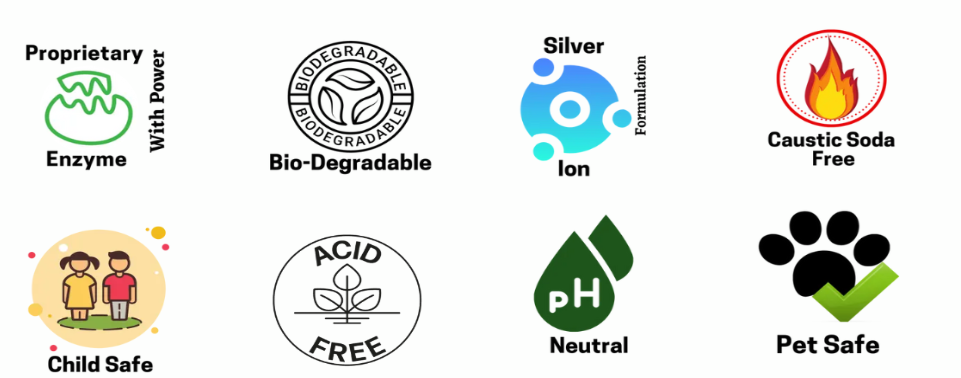 Proprietary
With Power
Enzyme
BIODEGRADABLE
BIODEGRADABLE
Bio-Degradable
Silver
Formulation
Ion
Caustic Soda
Free
Child Safe
ACID
FREE
pH
Neutral
Pet Safe